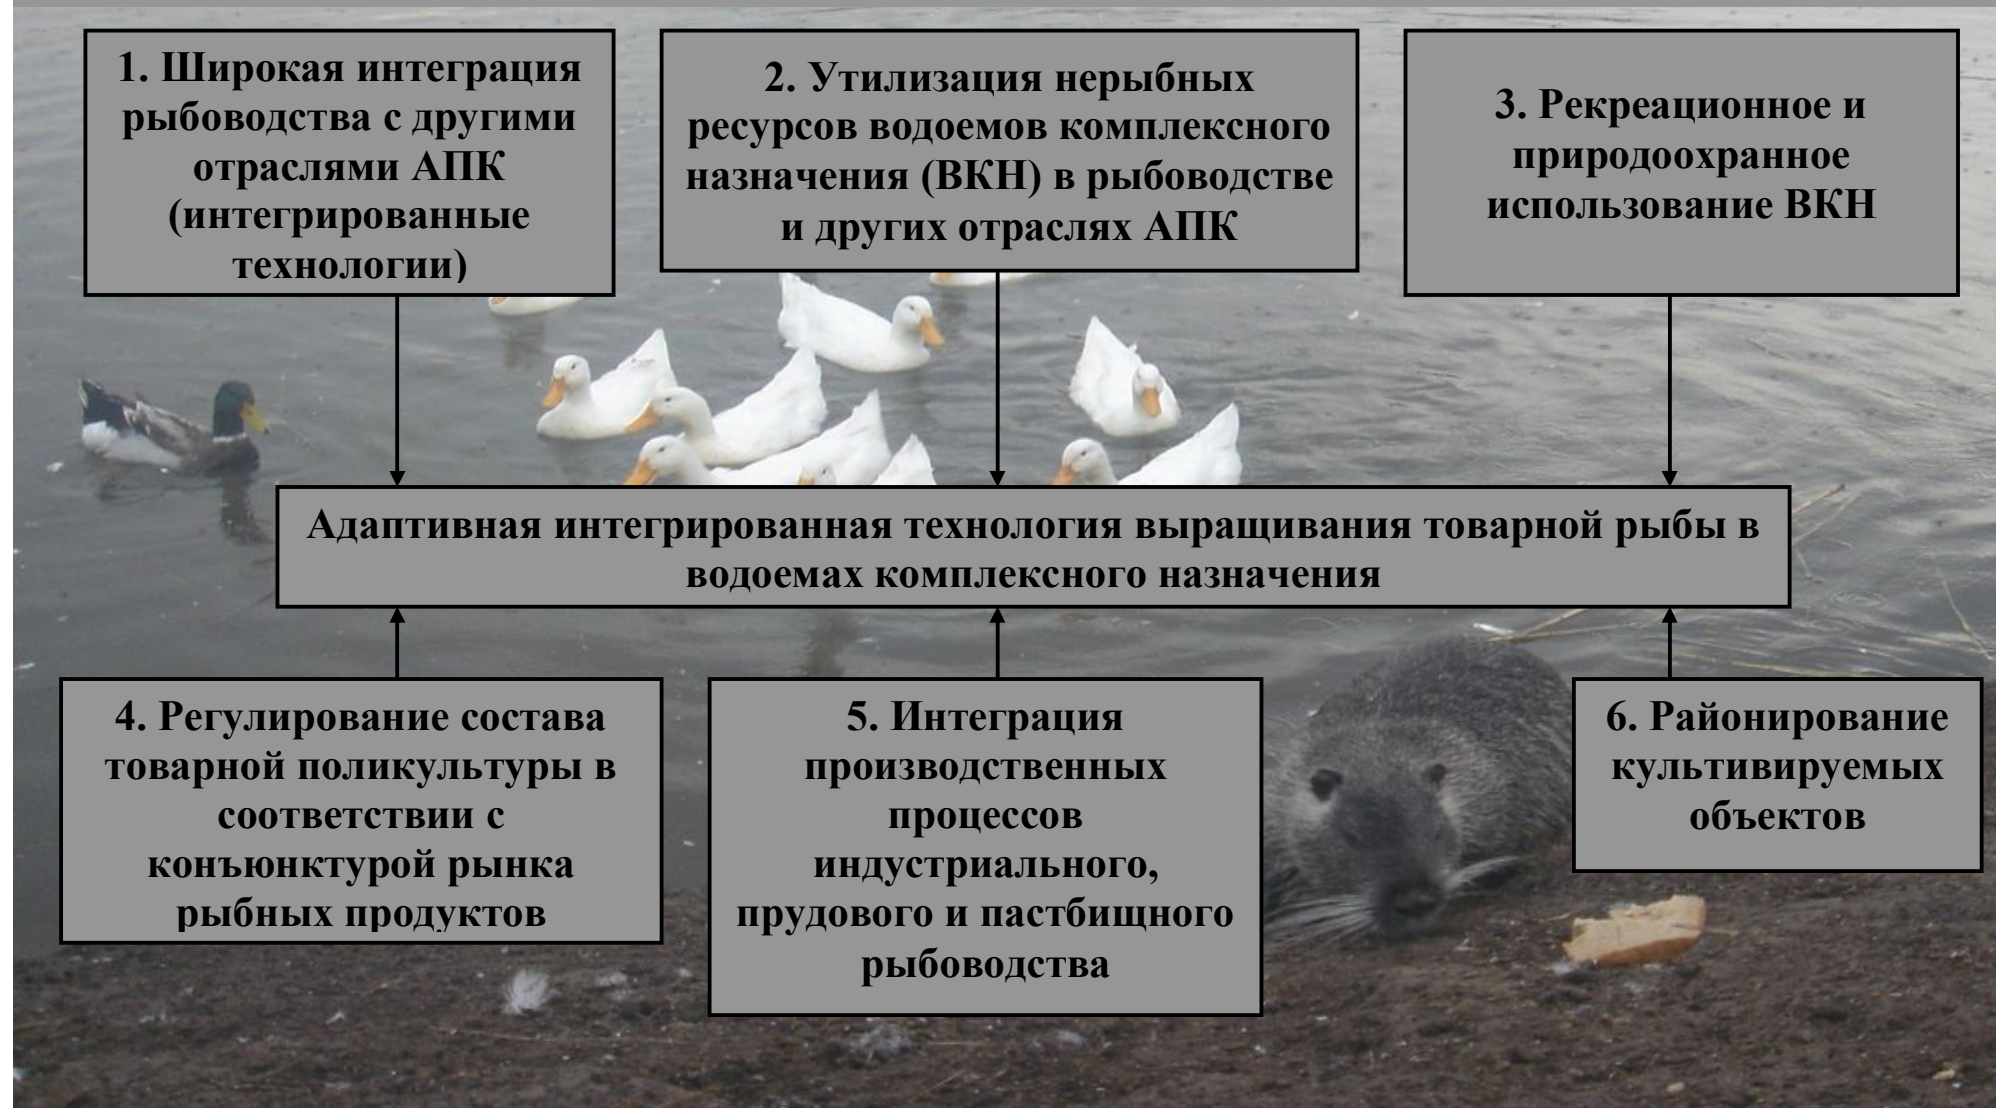 1. Широкая интеграция
рыбоводства с другими
отраслями АПК
(интегрированные
технологии)
2. Утилизация нерыбных
ресурсов водоемов комплексного
назначения (ВКН) в рыбоводстве
и других отраслях АПК
3. Рекреационное и
природоохранное
использование ВКН
Адаптивная интегрированная технология выращивания товарной рыбы в
водоемах комплексного назначения
4. Регулирование состава
товарной поликультуры в
соответствии с
конъюнктурой рынка
рыбных продуктов
5. Интеграция
производственных
процессов
индустриального,
прудового и пастбищного
рыбоводства
6. Районирование
культивируемых
объектов